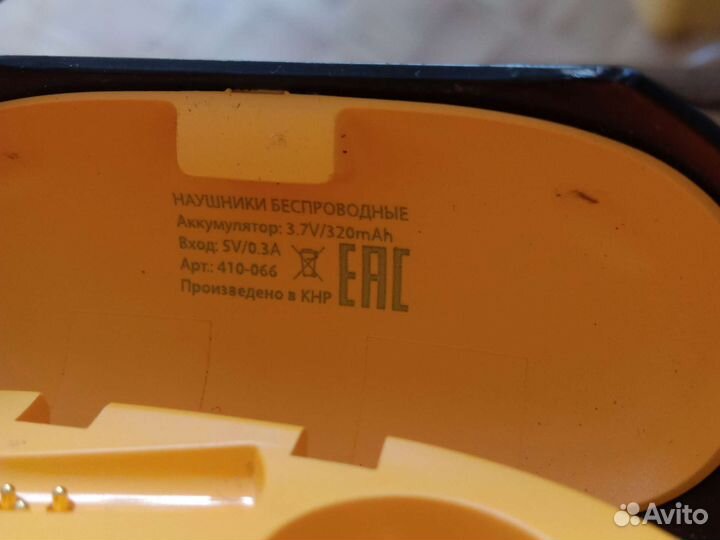 НАУШНИКИ БЕСПРОВОДНЫЕ
Аккумулятор: 3.7V/320mAh
Вход: 5V/0.3A
Арт.: 410-066
Произведено в КНР
EAC
Avito